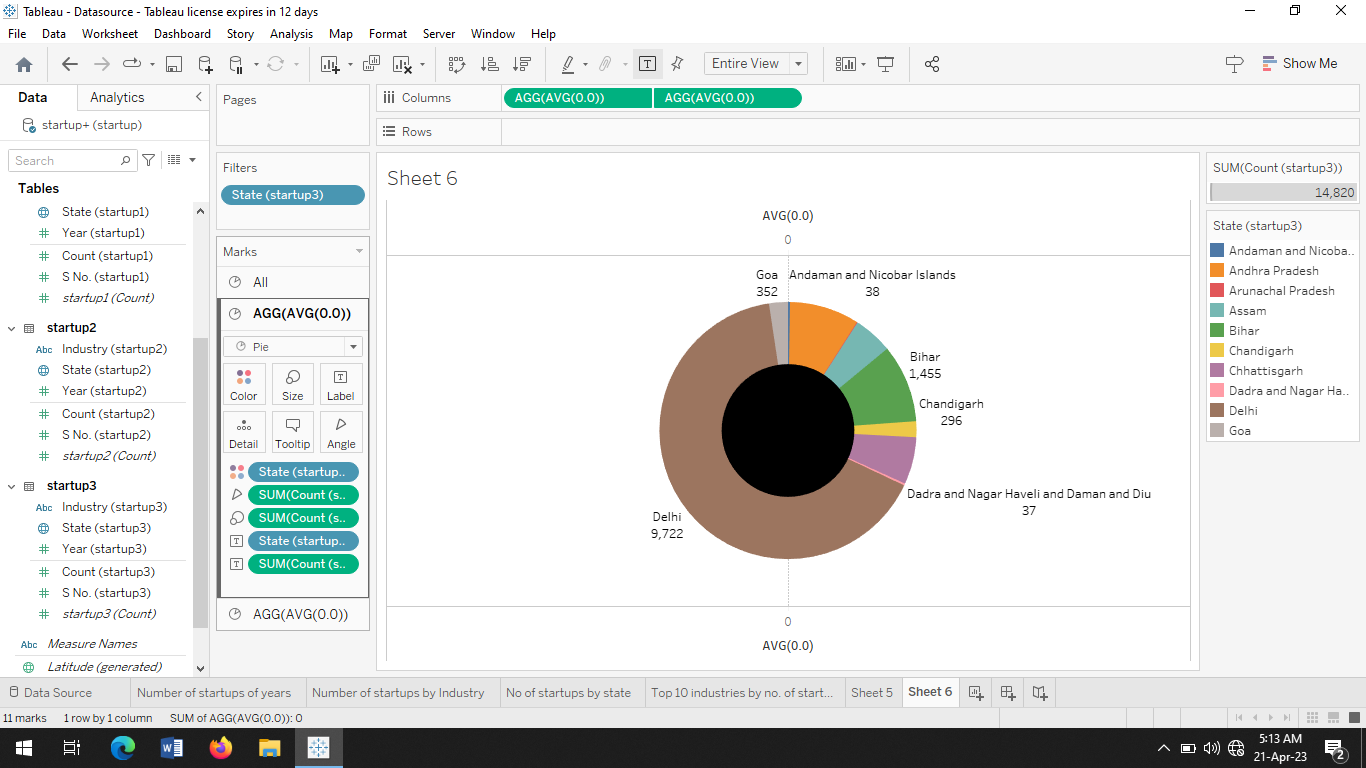 Tableau - Datasource - Tableau license expires in 12 days
File Data Worksheet Dashboard Story Analysis Map Format Server Window Help
Entire View
Show Me
Data Analytics
startup+ (startup)
Search
Tables
State (startup1)
Year (startup1)
Count (startup1)
S No. (startup1)
startup1 (Count)
startup2
Abc Industry (startup2)
State (startup2)
Year (startup2)
Count (startup2)
S No. (startup2)
startup2 (Count)
startup3
Abc Industry (startup3)
State (startup3)
Year (startup3)
Count (startup3)
S No. (startup3)
startup3 (Count)
Abc Measure Names
Latitude (generated)
Pages
Filters
State (startup3)
Marks
All
AGG(AVG(0.0))
Pie
Color Size Label
Detail Tooltip Angle
State (startup..
SUM(Count (s..
SUM(Count (s..
State (startup..
SUM(Count (s..
AGG(AVG(0.0))
Columns AGG(AVG(0.0)) AGG(AVG(0.0))
Rows
Sheet 6
AVG(0.0)
0
Goa
352
Andaman and Nicobar Islands
38
Bihar
1,455
Chandigarh
296
Dadra and Nagar Haveli and Daman and Diu
37
Delhi
9,722
0
AVG(0.0)
SUM(Count (startup3))
14,820
State (startup3)
Andaman and Nicoba..
Andhra Pradesh
Arunachal Pradesh
Assam
Bihar
Chandigarh
Chhattisgarh
Dadra and Nagar Ha..
Delhi
Goa
Data Source Number of startups of years Number of startups by Industry No of startups by state Top 10 industries by no. of start... Sheet 5 Sheet 6
11 marks 1 row by 1 column SUM of AGG(AVG(0.0)): 0
5:13 AM
21-Apr-23
2